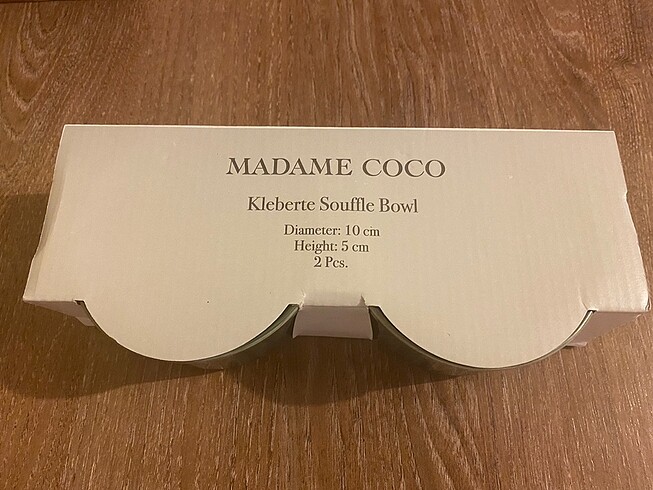 MADAME COCO
Kleberte Souffle Bowl
Diameter: 10 cm
Height: 5 cm
2 Pcs.